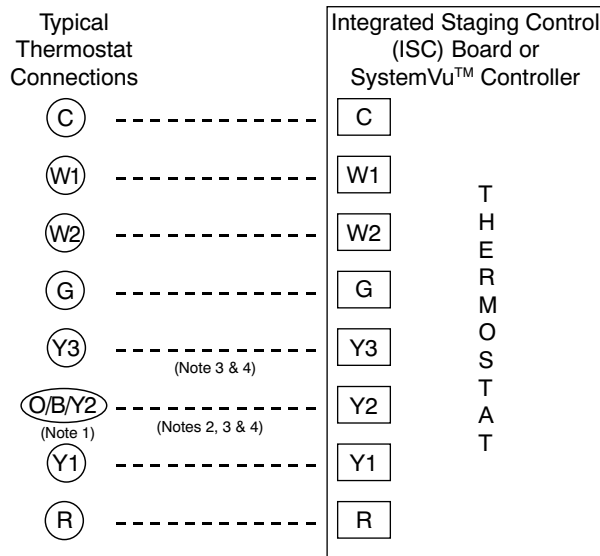 Typical
Thermostat
Connections
Integrated Staging Control
(ISC) Board or
SystemVu™ Controller
C
C
W1
W1
W2
W2
G
G
Y3
(Note 3 & 4)
Y3
O/B/Y2
(Note 1)
(Notes 2, 3 & 4)
Y2
Y1
Y1
R
R
T
H
E
R
M
O
S
T
A
T